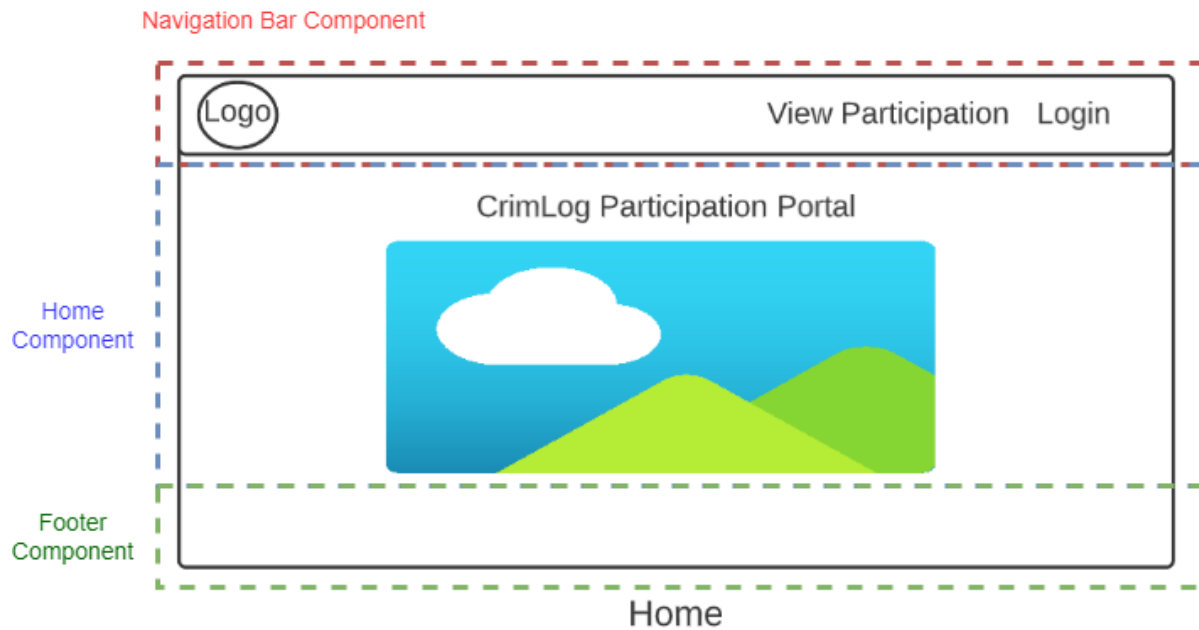 Navigation Bar Component
Logo
View Participation Login
CrimLog Participation Portal
Home
Component
Footer
Component
Home